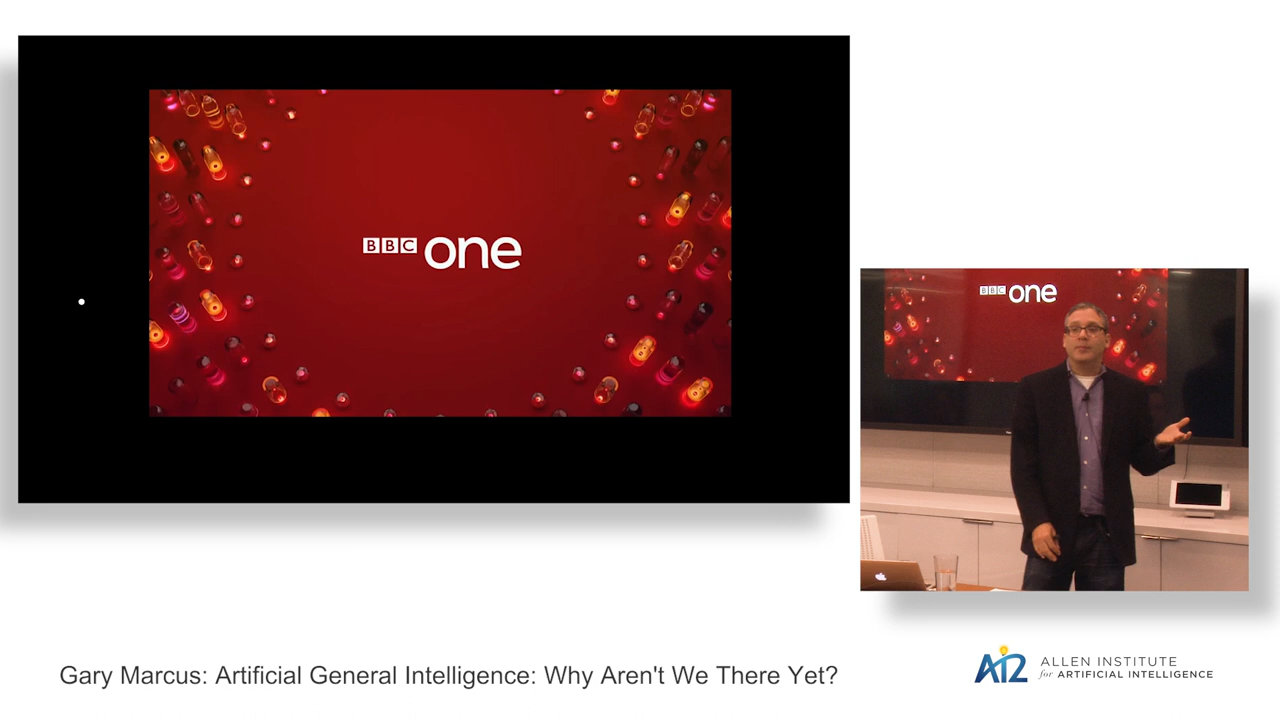 BBC one
BBC one
Gary Marcus: Artificial General Intelligence: Why Aren't We There Yet?
AI2 ALLEN INSTITUTE
for ARTIFICIAL INTELLIGENCE